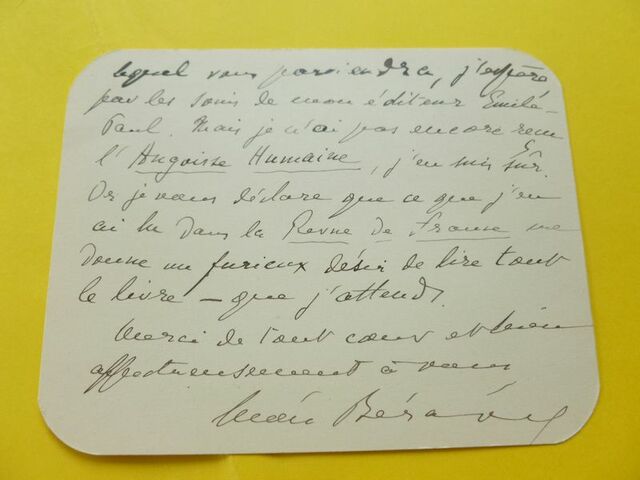 lequel vous parviendra, j'espère
par les soins de mon éditeur Emile-
Paul. Mais je n'ai pas encore reçu
l'Angoisse Humaine, j'en suis sûr.
Or je vous déclare que ce que j'en
ai lu dans la Revue de France me
donne un furieux désir de lire tout
le livre — que j'attends.
Merci de tout cœur et bien
affectueusement à vous
Léon Bérard